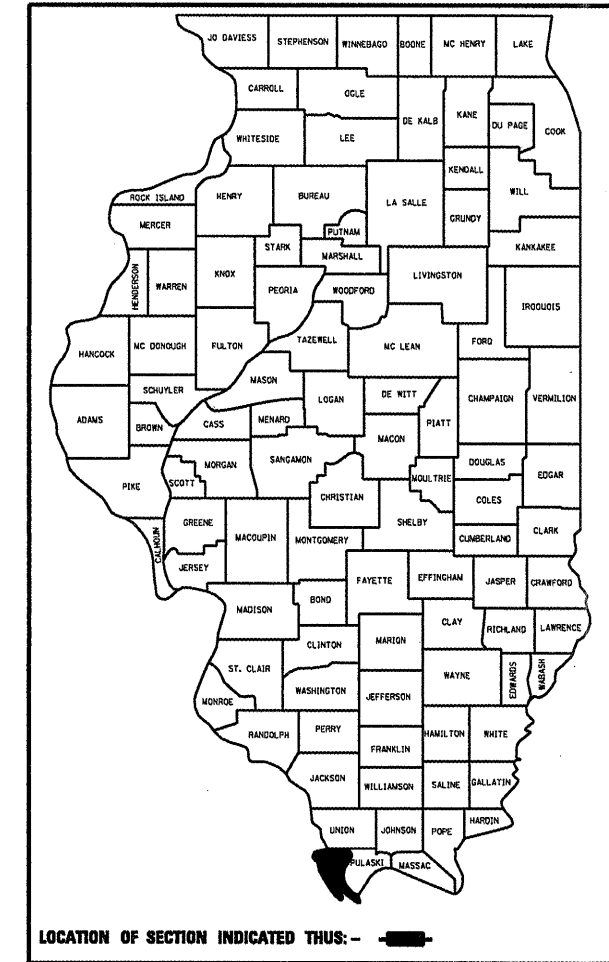 JO DAVIESS STEPHENSON WINNEBAGO BOONE MC HENRY LAKE
CARROLL OGLE DE KALB KANE DU PAGE COOK
WHITESIDE LEE
KENDALL WILL
ROCK ISLAND HENRY BUREAU LA SALLE GRUNDY
MERCER PUTNAM
STARK MARSHALL KANKAKEE
HENDERSON WARREN KNOX PEORIA WOODFORD LIVINGSTON
IROQUOIS
HANCOCK MC DONOUGH FULTON TAZEWELL MC LEAN FORD
MASON
SCHUYLER DE WITT
ADAMS BROWN CASS MENARD LOGAN CHAMPAIGN VERMILION
PIATT
MACON
SANGAMON
PIKE SCOTT MORGAN MOULTRIE DOUGLAS EDGAR
CHRISTIAN COLES
GREENE SHELBY
CALHOUN MACOUPIN MONTGOMERY CUMBERLAND CLARK
JERSEY
FAYETTE EFFINGHAM JASPER CRAWFORD
MADISON BOND
CLAY RICHLAND LAWRENCE
CLINTON MARION
ST. CLAIR WAYNE EDWARDS WABASH
WASHINGTON JEFFERSON
MONROE
RANDOLPH PERRY HAMILTON WHITE
FRANKLIN
JACKSON WILLIAMSON SALINE GALLATIN
HARDIN
UNION JOHNSON POPE
PULASKI MASSAC
LOCATION OF SECTION INDICATED THUS: -